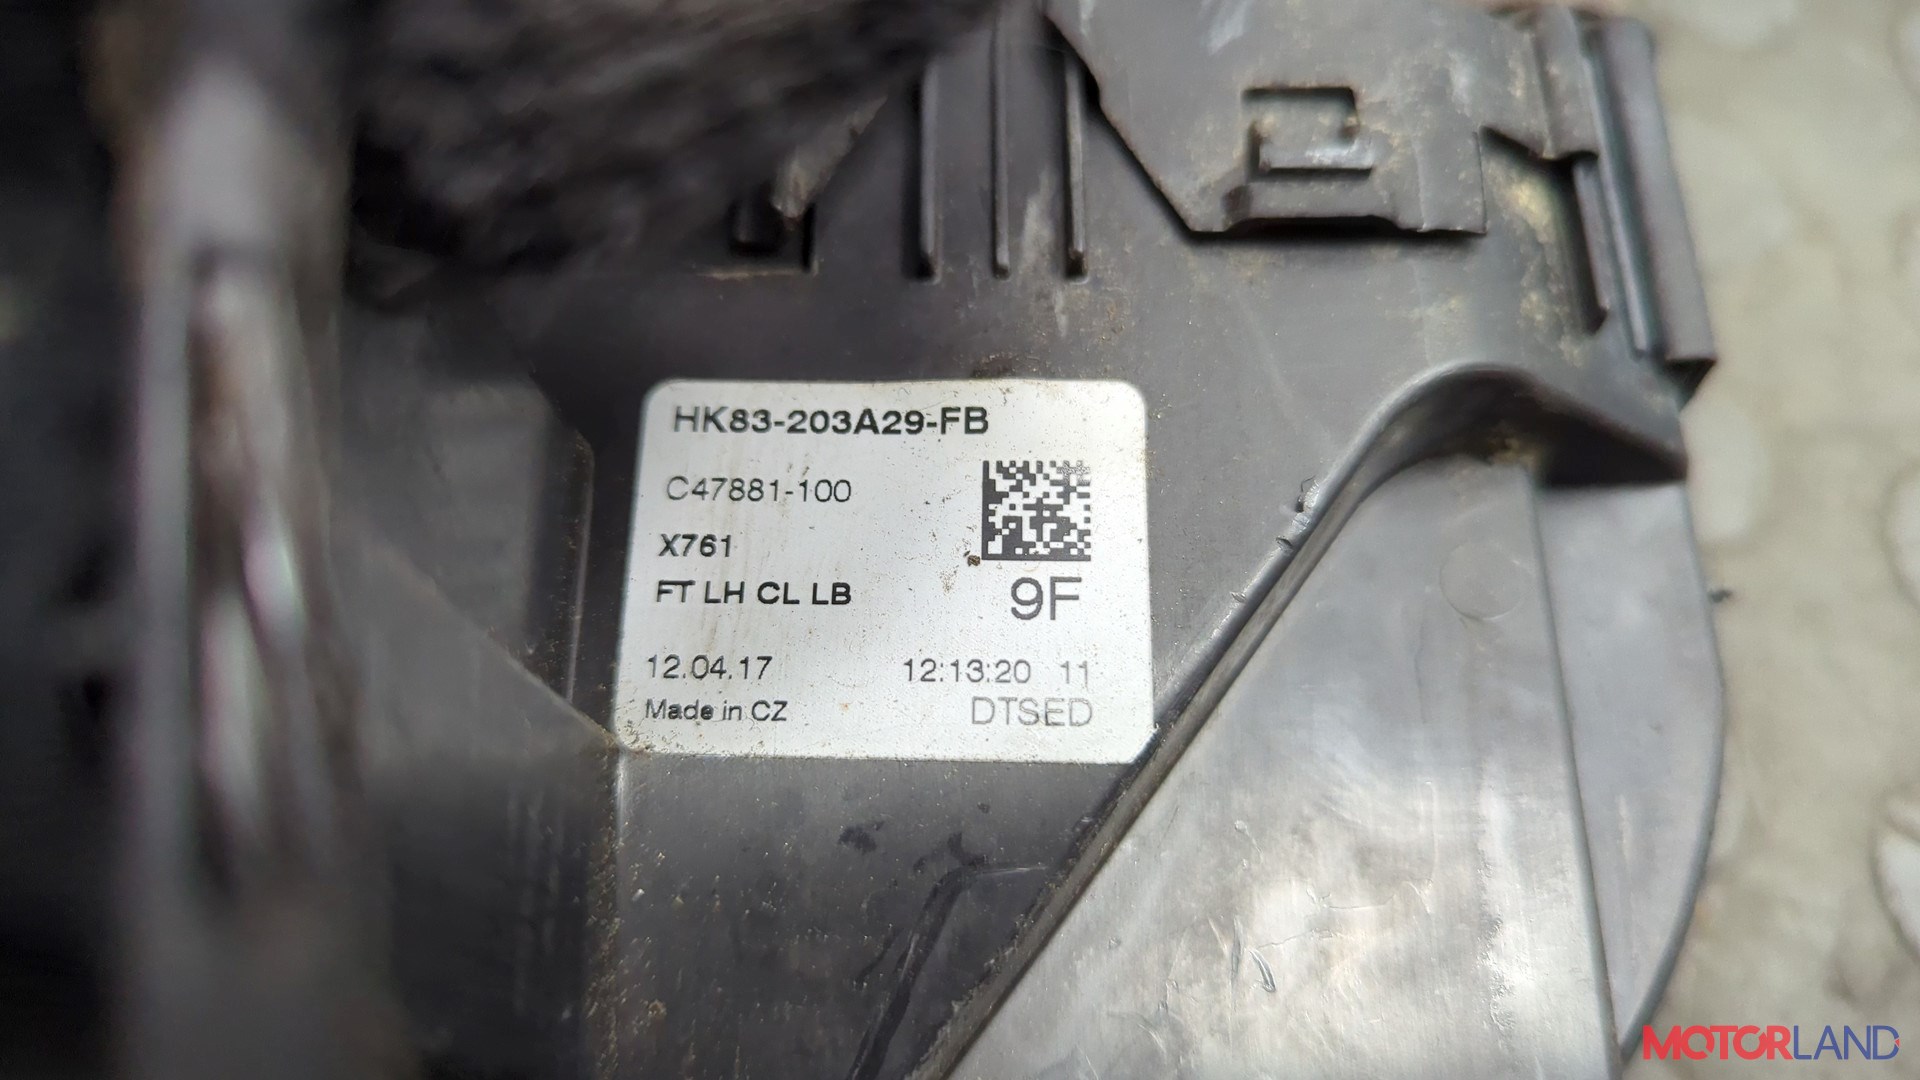 HK83-203A29-FB
C47881-100
X761
FT LH CL LB
9F
12.04.17 12:13:20 11
Made in CZ DTSED
MOTORLAND